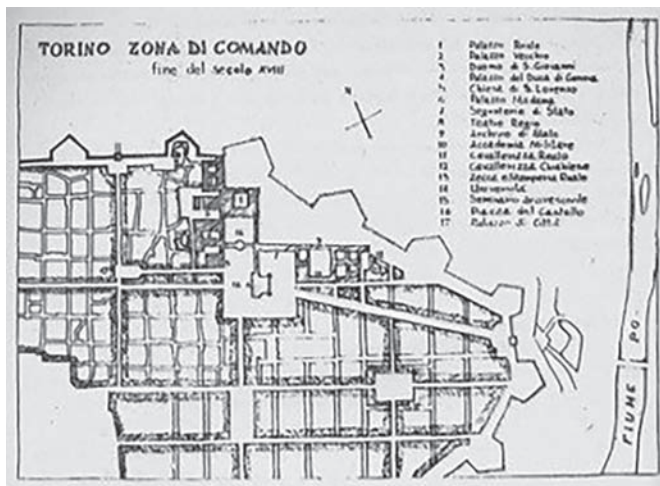 TORINO ZONA DI COMANDO
fine del secolo XVIII
N
1 Palazzo Reale
2 Palazzo Vecchio
3 Duomo di S. Giovanni
4 Palazzo del Duca di
5 Chiesa di S. Lorenzo
6 Palazzo Madama
7 Segreteria di Stato
8 Teatro Regio
9 Archivio di Stato
10 Accademia Militare
11 Cavallerizza Reale
12 Cavallerizza
13 Zecca e Stamperia Reale
14 Università
15 Seminario
16 Piazza del Castello
17 Palazzo di Città
FIUME PO.